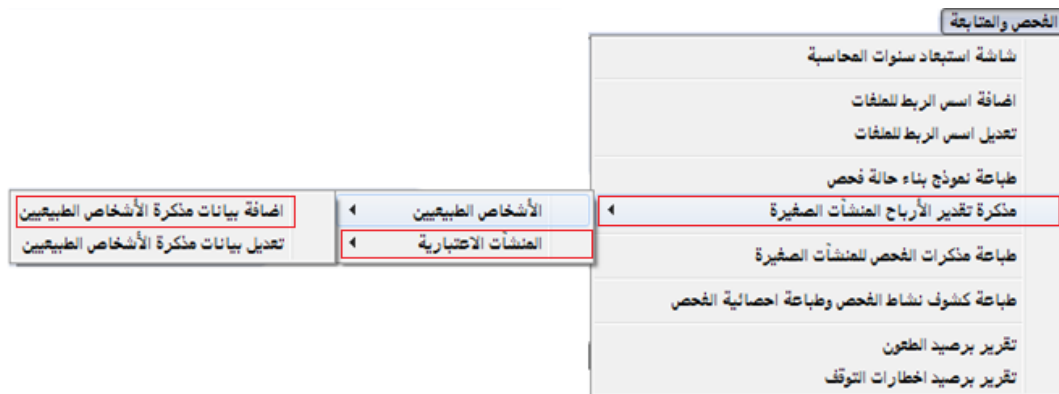 الفحص والمتابعة
شاشة استبعاد سنوات المحاسبة
اضافة اسس الربط للملفات
تعديل اسس الربط للملفات
طباعة نموذج بناء حالة فحص
مذكرة تقدير الأرباح المنشآت الصغيرة
الأشخاص الطبيعيين
اضافة بيانات مذكرة الأشخاص الطبيعيين
المنشآت الاعتبارية
تعديل بيانات مذكرة الأشخاص الطبيعيين
طباعة مذكرات الفحص للمنشآت الصغيرة
طباعة كشوف نشاط الفحص وطباعة احصائية الفحص
تقرير برصيد الطعون
تقرير برصيد اخطارات التوقف